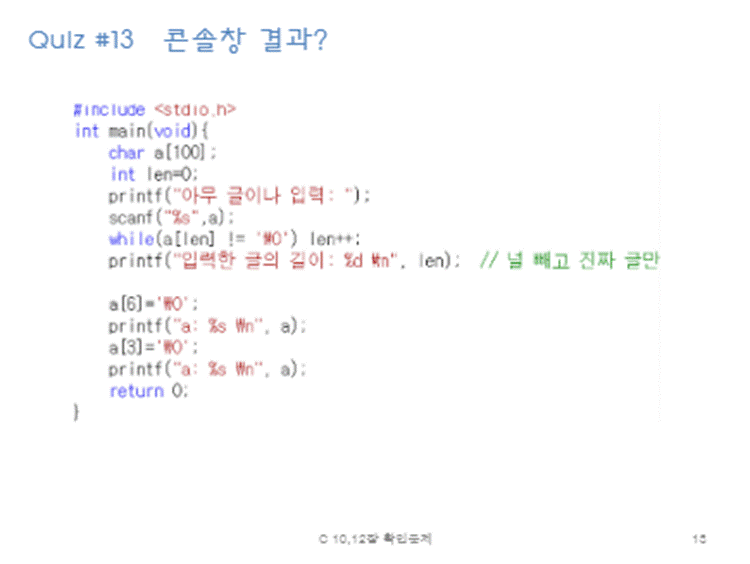 Quiz #13 콘솔창 결과?
#include <stdio.h>
int main(void){
char a[100];
int len=0;
printf("아무 글이나 입력: ");
scanf("%s",a);
while(a[len] != '₩0') len++;
printf("입력한 글의 길이: %d ₩n", len); // 널 빼고 진짜 글만
a[6]='₩0';
printf("a: %s ₩n", a);
a[3]='₩0';
printf("a: %s ₩n", a);
return 0;
}
C 10,12장 확인문제
15